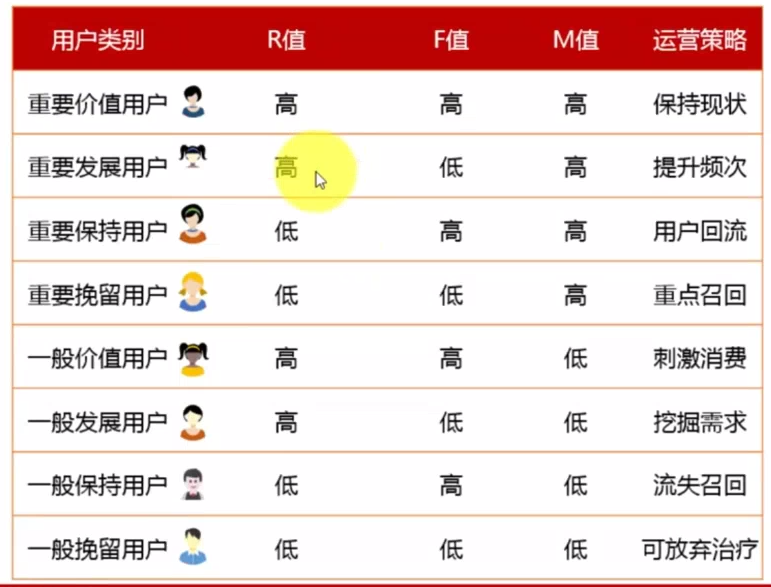 用户类别 R值 F值 M值 运营策略
重要价值用户 高 高 高 保持现状
重要发展用户 高 低 高 提升频次
重要保持用户 低 高 高 用户回流
重要挽留用户 低 低 高 重点召回
一般价值用户 高 高 低 刺激消费
一般发展用户 高 低 低 挖掘需求
一般保持用户 低 高 低 流失召回
一般挽留用户 低 低 低 可放弃治疗